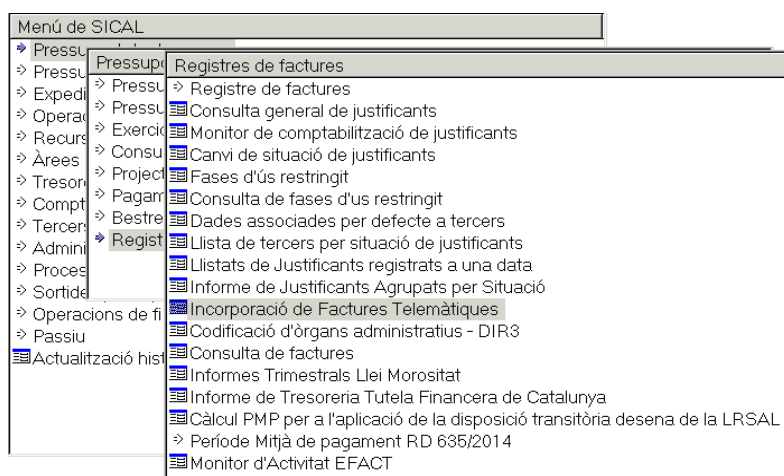 Menú de SICAL
Pressu
Pressu
Expedi
Operac
Recurs
Àrees
Tresor
Compt
Tercers
Admini
Proces
Sortide
Operacions de fi
Passiu
Actualització hist
Pressupo
Pressu
Pressu
Exercic
Consu
Project
Pagam
Bestre
Regist
Registres de factures
Registre de factures
Consulta general de justificants
Monitor de comptabilització de justificants
Canvi de situació de justificants
Fases d'ús restringit
Consulta de fases d'us restringit
Dades associades per defecte a tercers
Llista de tercers per situació de justificants
Llistats de Justificants registrats a una data
Informe de Justificants Agrupats per Situació
Incorporació de Factures Telemàtiques
Codificació d'òrgans administratius - DIR3
Consulta de factures
Informes Trimestrals Llei Morositat
Informe de Tresoreria Tutela Financera de Catalunya
Càlcul PMP per a l'aplicació de la disposició transitòria desena de la LRSAL
Període Mitjà de pagament RD 635/2014
Monitor d'Activitat EFACT